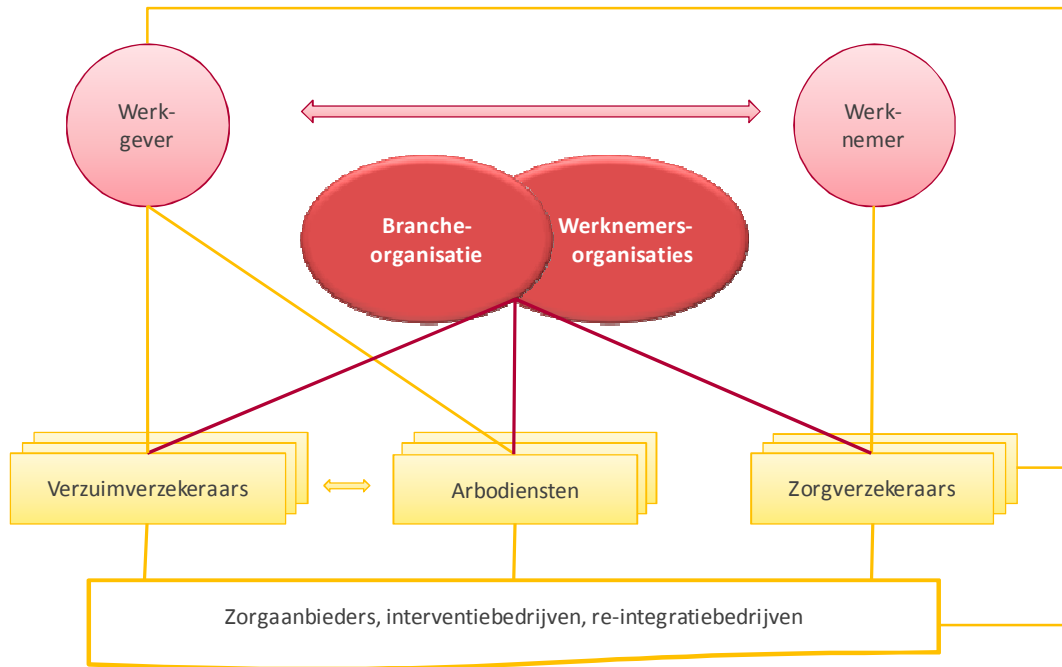 Werk-
gever
Werk-
nemer
Branche-
organisatie
Werknemers-
organisaties
Verzuimverzekeraars
Arbodiensten
Zorgverzekeraars
Zorgaanbieders, interventiebedrijven, re-integratiebedrijven